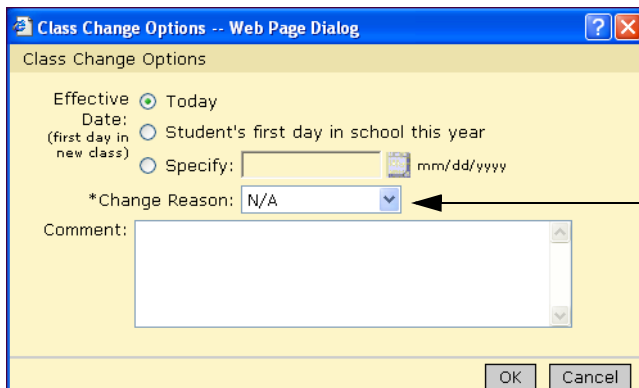 Class Change Options -- Web Page Dialog
Class Change Options
Effective Date: (first day in new class)
Today
Student's first day in school this year
Specify: mm/dd/yyyy
*Change Reason: N/A
Comment:
OK Cancel